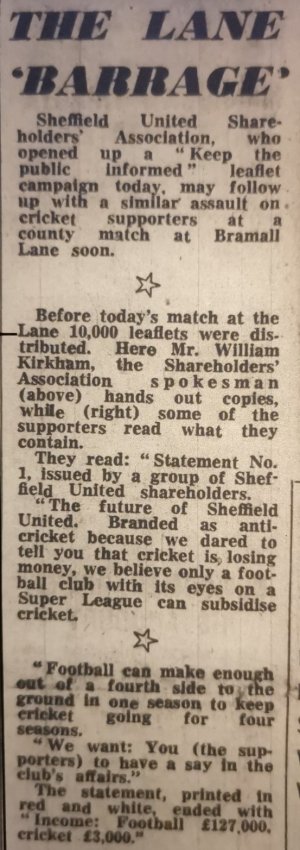 THE LANE
'BARRAGE'
Sheffield United Share-
holders' Association, who
opened up a "Keep the
public informed" leaflet
campaign today, may follow
up with a similar assault on
cricket supporters at a
county match at Bramall
Lane soon.
Before today's match at the
Lane 10,000 leaflets were dis-
tributed. Here Mr. William
Kirkham, the Shareholders'
Association spokesman
(above) hands out copies,
while (right) some of the
supporters read what they
contain.
They read: "Statement No.
1, issued by a group of Shef-
field United shareholders.
"The future of Sheffield
United. Branded as anti-
cricket because we dared to
tell you that cricket is losing
money, we believe only a foot-
ball club with its eyes on a
Super League can subsidise
cricket.
"Football can make enough
out of a fourth side to the
ground in one season to keep
cricket going for four
seasons.
"We want: You (the sup-
porters) to have a say in the
club's affairs."
The statement, printed in
red and white, ended with
"Income: Football £127,000,
cricket £3,000."